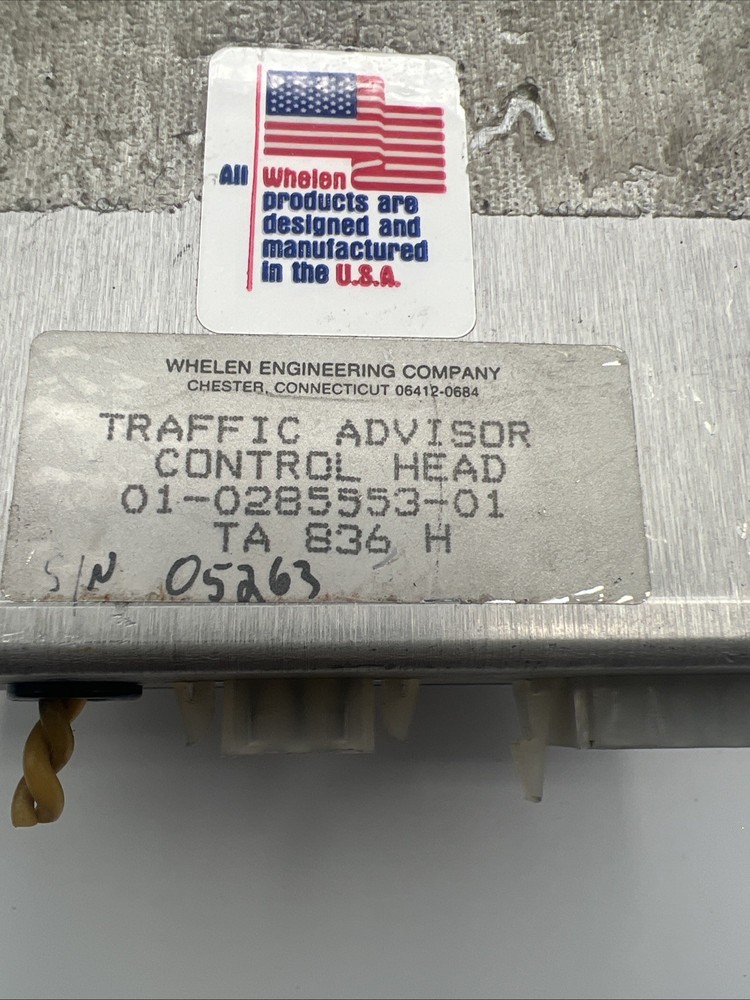 All Whelen
products are
designed and
manufactured
in the U.S.A.
WHELEN ENGINEERING COMPANY
CHESTER, CONNECTICUT 06412-0684
TRAFFIC ADVISOR
CONTROL HEAD
01-0285553-01
TA 836 H
S/N 05263